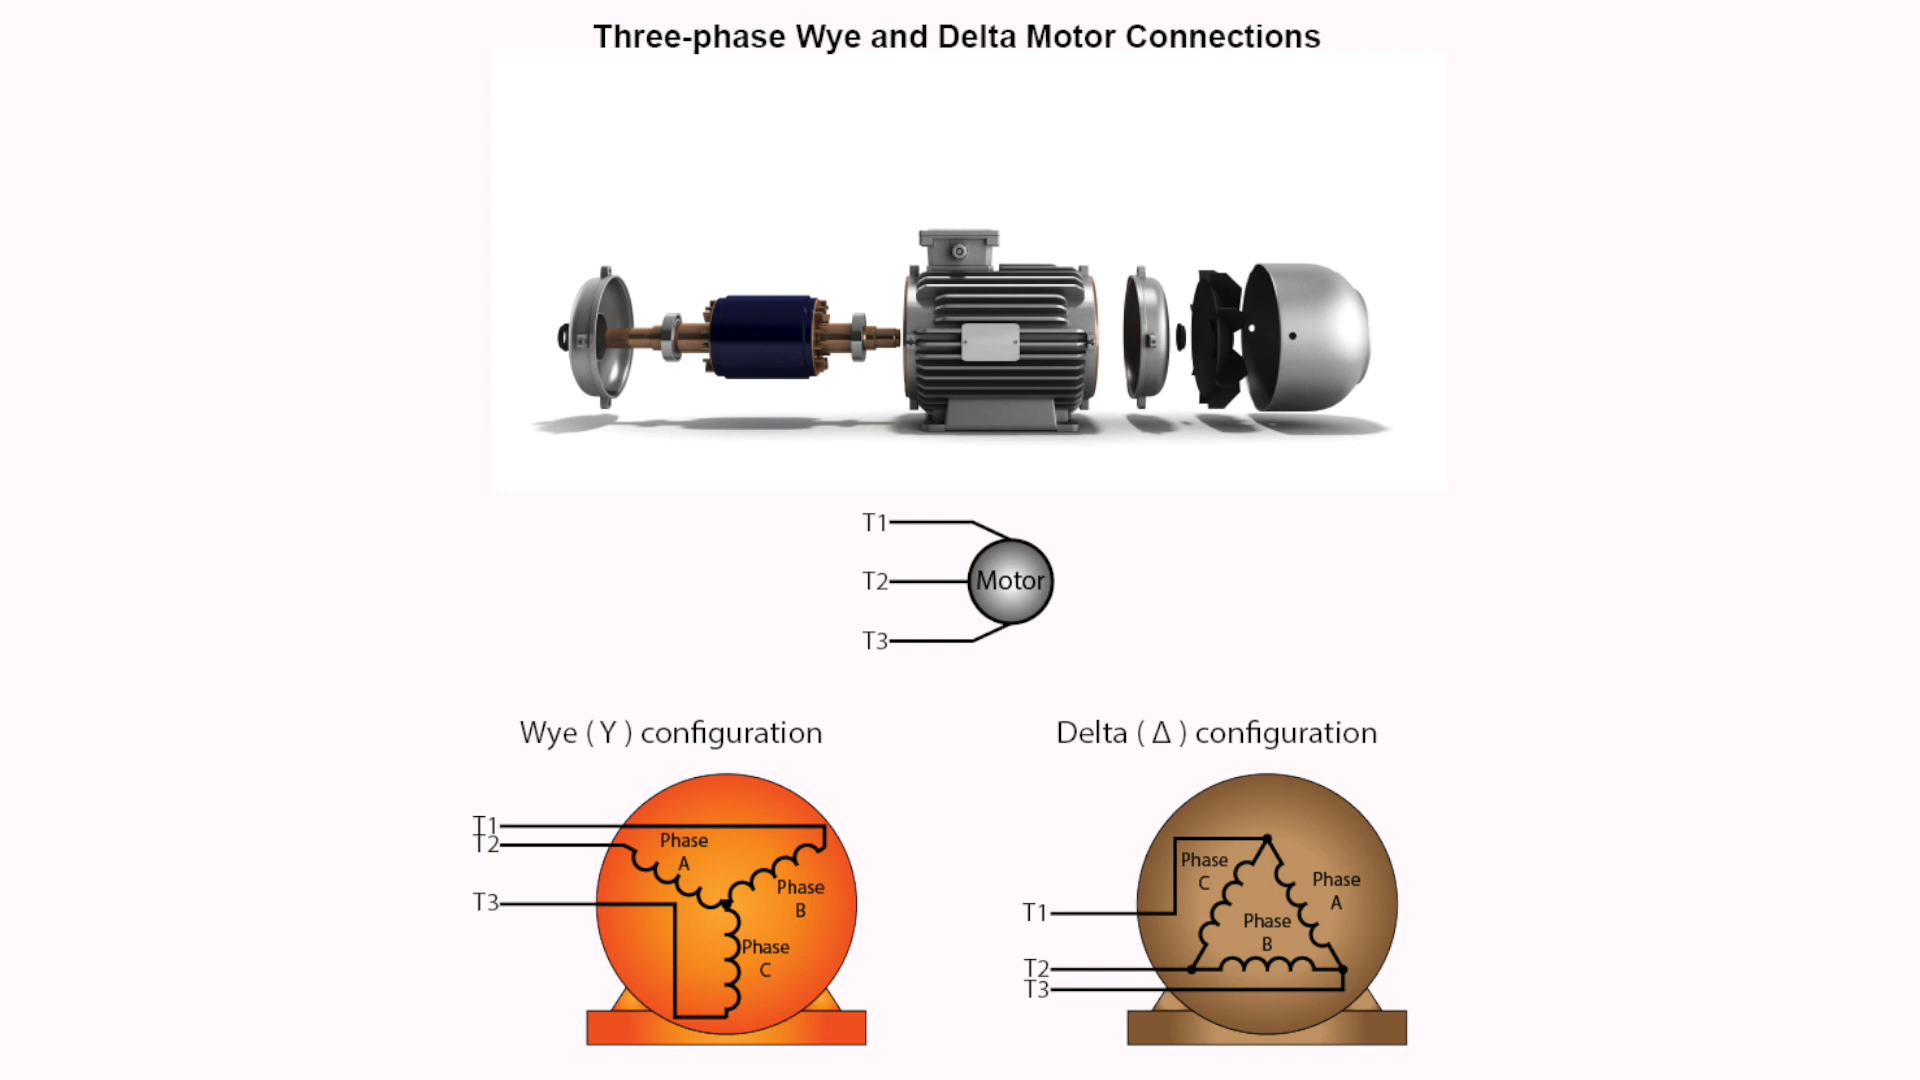 Three-phase Wye and Delta Motor Connections
T1
T2
Motor
T3
Wye ( Y ) configuration
T1
T2
Phase
A
Phase
B
T3
Phase
C
Delta ( Δ ) configuration
Phase
C
Phase
A
T1
Phase
B
T2
T3